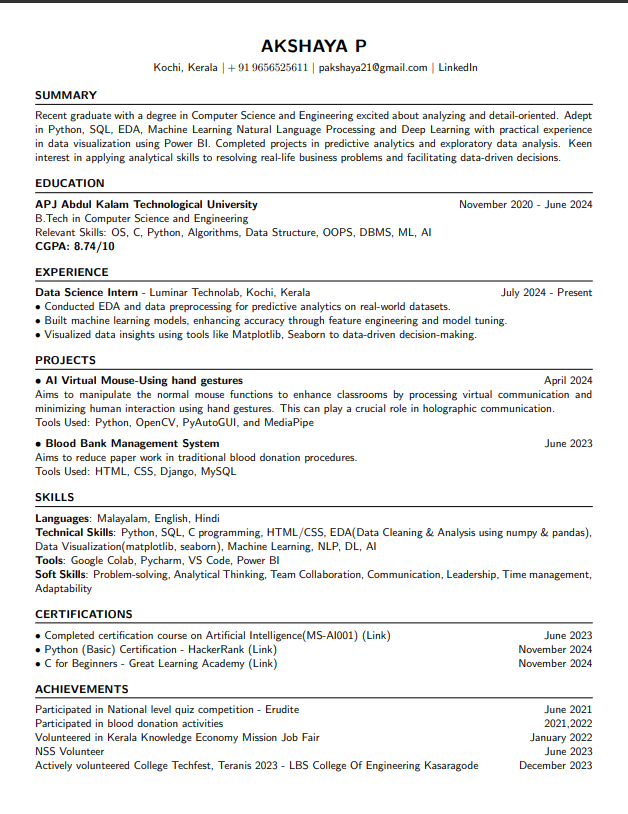 AKSHAYA P
Kochi, Kerala | + 91 9656525611 | pakshaya21@gmail.com | LinkedIn
SUMMARY
Recent graduate with a degree in Computer Science and Engineering excited about analyzing and detail-oriented. Adept
in Python, SQL, EDA, Machine Learning Natural Language Processing and Deep Learning with practical experience
in data visualization using Power BI. Completed projects in predictive analytics and exploratory data analysis. Keen
interest in applying analytical skills to resolving real-life business problems and facilitating data-driven decisions.
EDUCATION
APJ Abdul Kalam Technological University November 2020 - June 2024
B.Tech in Computer Science and Engineering
Relevant Skills: OS, C, Python, Algorithms, Data Structure, OOPS, DBMS, ML, AI
CGPA: 8.74/10
EXPERIENCE
Data Science Intern - Luminar Technolab, Kochi, Kerala July 2024 - Present
• Conducted EDA and data preprocessing for predictive analytics on real-world datasets.
• Built machine learning models, enhancing accuracy through feature engineering and model tuning.
• Visualized data insights using tools like Matplotlib, Seaborn to data-driven decision-making.
PROJECTS
• AI Virtual Mouse-Using hand gestures April 2024
Aims to manipulate the normal mouse functions to enhance classrooms by processing virtual communication and
minimizing human interaction using hand gestures. This can play a crucial role in holographic communication.
Tools Used: Python, OpenCV, PyAutoGUI, and MediaPipe
• Blood Bank Management System June 2023
Aims to reduce paper work in traditional blood donation procedures.
Tools Used: HTML, CSS, Django, MySQL
SKILLS
Languages: Malayalam, English, Hindi
Technical Skills: Python, SQL, C programming, HTML/CSS, EDA(Data Cleaning & Analysis using numpy & pandas),
Data Visualization(matplotlib, seaborn), Machine Learning, NLP, DL, AI
Tools: Google Colab, Pycharm, VS Code, Power BI
Soft Skills: Problem-solving, Analytical Thinking, Team Collaboration, Communication, Leadership, Time management,
Adaptability
CERTIFICATIONS
• Completed certification course on Artificial Intelligence(MS-AI001) (Link) June 2023
• Python (Basic) Certification - HackerRank (Link) November 2024
• C for Beginners - Great Learning Academy (Link) November 2024
ACHIEVEMENTS
Participated in National level quiz competition - Erudite June 2021
Participated in blood donation activities 2021,2022
Volunteered in Kerala Knowledge Economy Mission Job Fair January 2022
NSS Volunteer June 2023
Actively volunteered College Techfest, Teranis 2023 - LBS College Of Engineering Kasaragode December 2023